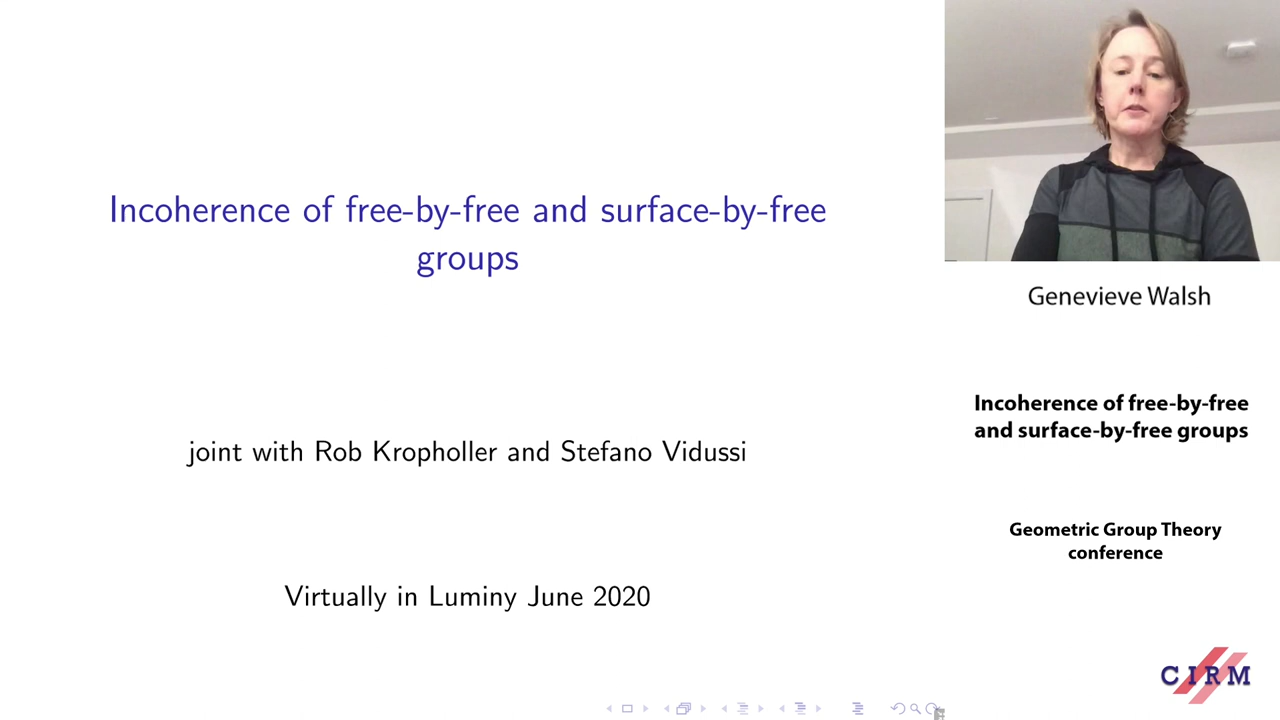 Incoherence of free-by-free and surface-by-free
groups
joint with Rob Kropholler and Stefano Vidussi
Virtually in Luminy June 2020
Genevieve Walsh
Incoherence of free-by-free
and surface-by-free groups
Geometric Group Theory
conference
CIRM